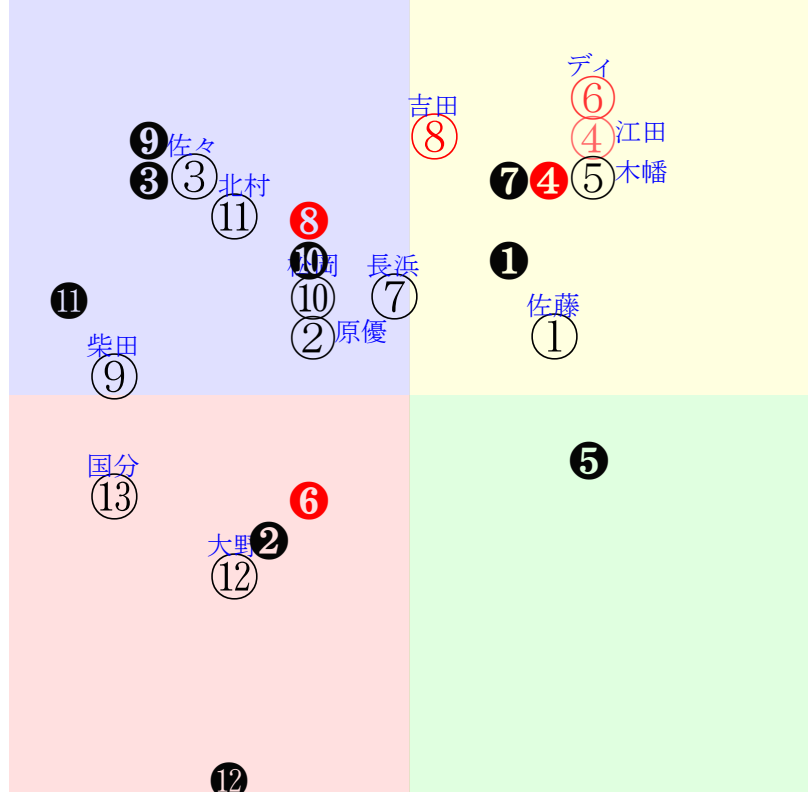 ディ
⑥
吉田
⑧
④ 江田
❾ 佐々
❸ ③
❼ ❹ ⑤ 木幡
北村
⑪
❽
❿
❶
松岡 長浜
⓫ ⑩ ⑦
佐藤
② 原優 ①
柴田
⑨
❺
国分
⑬ ❻
大野 ❷
⑫
⓬